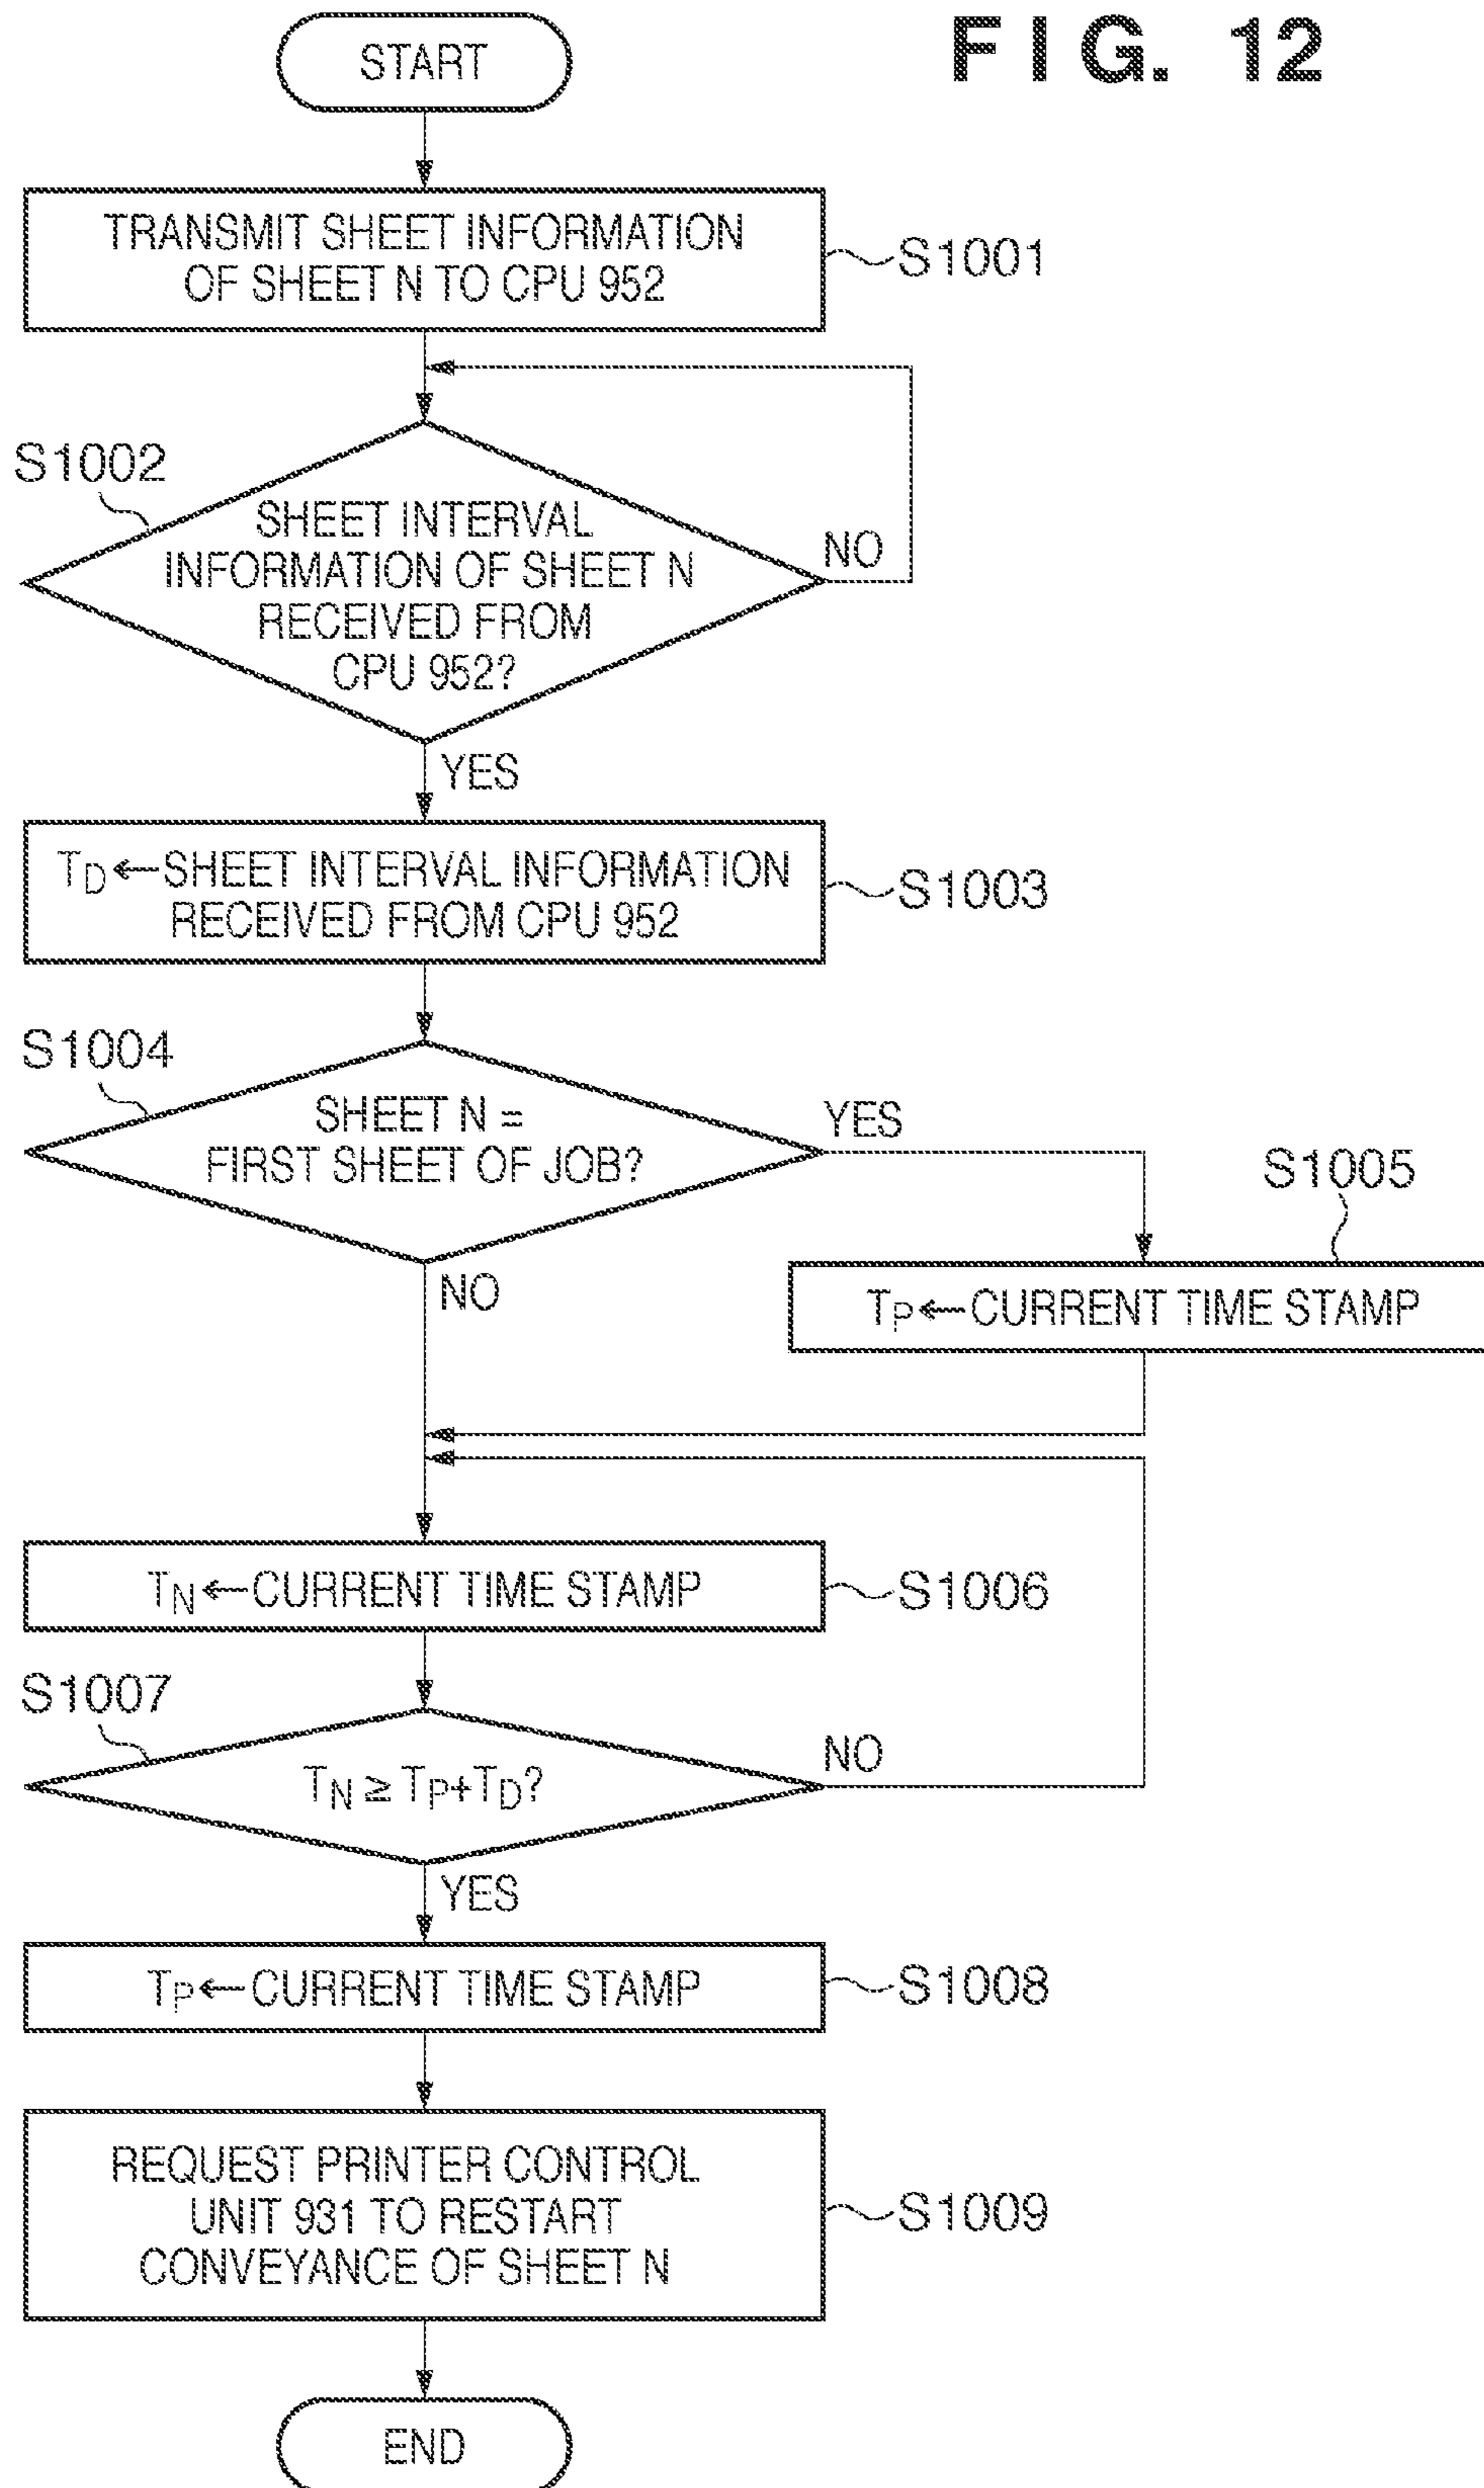 FIG. 12
START
TRANSMIT SHEET INFORMATION
OF SHEET N TO CPU 952
S1001
S1002
SHEET INTERVAL
INFORMATION OF SHEET N
RECEIVED FROM
CPU 952?
NO
YES
TD←SHEET INTERVAL INFORMATION
RECEIVED FROM CPU 952
S1003
S1004
SHEET N =
FIRST SHEET OF JOB?
YES
NO
S1005
TP←CURRENT TIME STAMP
TN←CURRENT TIME STAMP
S1006
S1007
TN ≥ TP+TD?
NO
YES
TP←CURRENT TIME STAMP
S1008
REQUEST PRINTER CONTROL
UNIT 931 TO RESTART
CONVEYANCE OF SHEET N
S1009
END